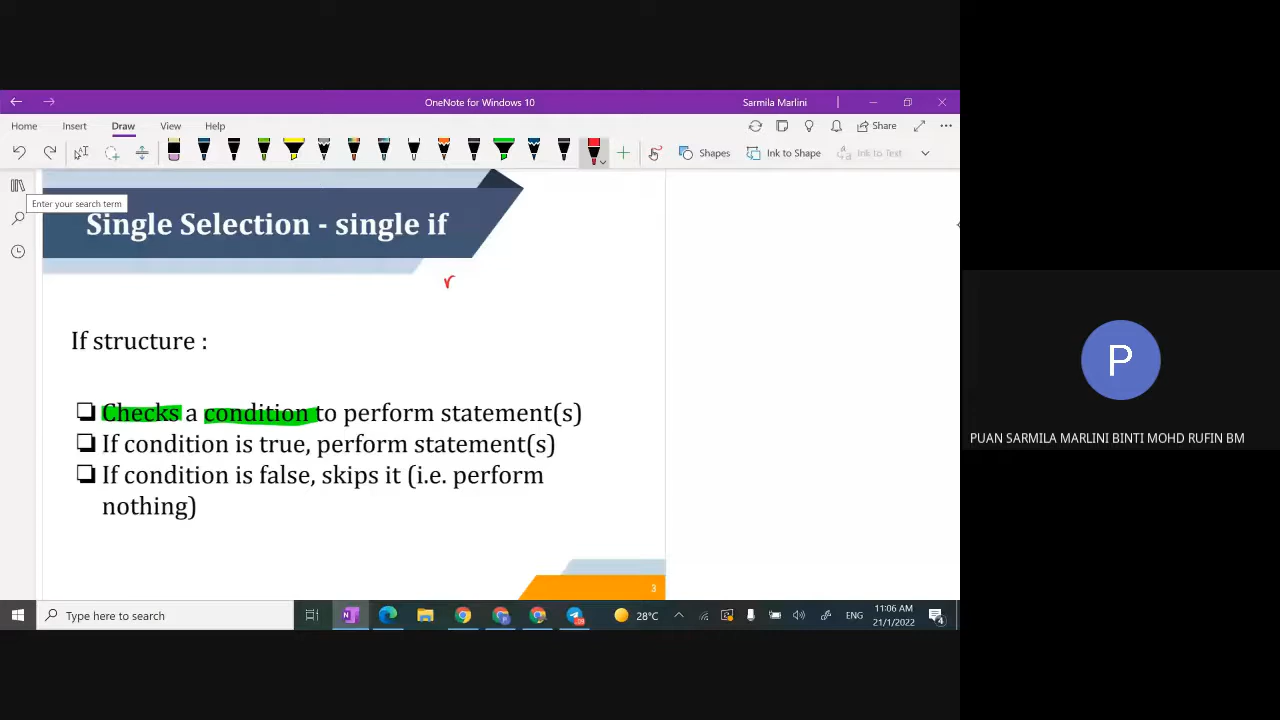 OneNote for Windows 10
Sarmila Marlini
Home Insert Draw View Help
Share
Shapes Ink to Shape Ink to Text
Enter your search term
Single Selection - single if
r
If structure :
Checks a condition to perform statement(s)
If condition is true, perform statement(s)
If condition is false, skips it (i.e. perform
nothing)
3
P
PUAN SARMILA MARLINI BINTI MOHD RUFIN BM
Type here to search
28°C
ENG
11:06 AM
21/1/2022
4